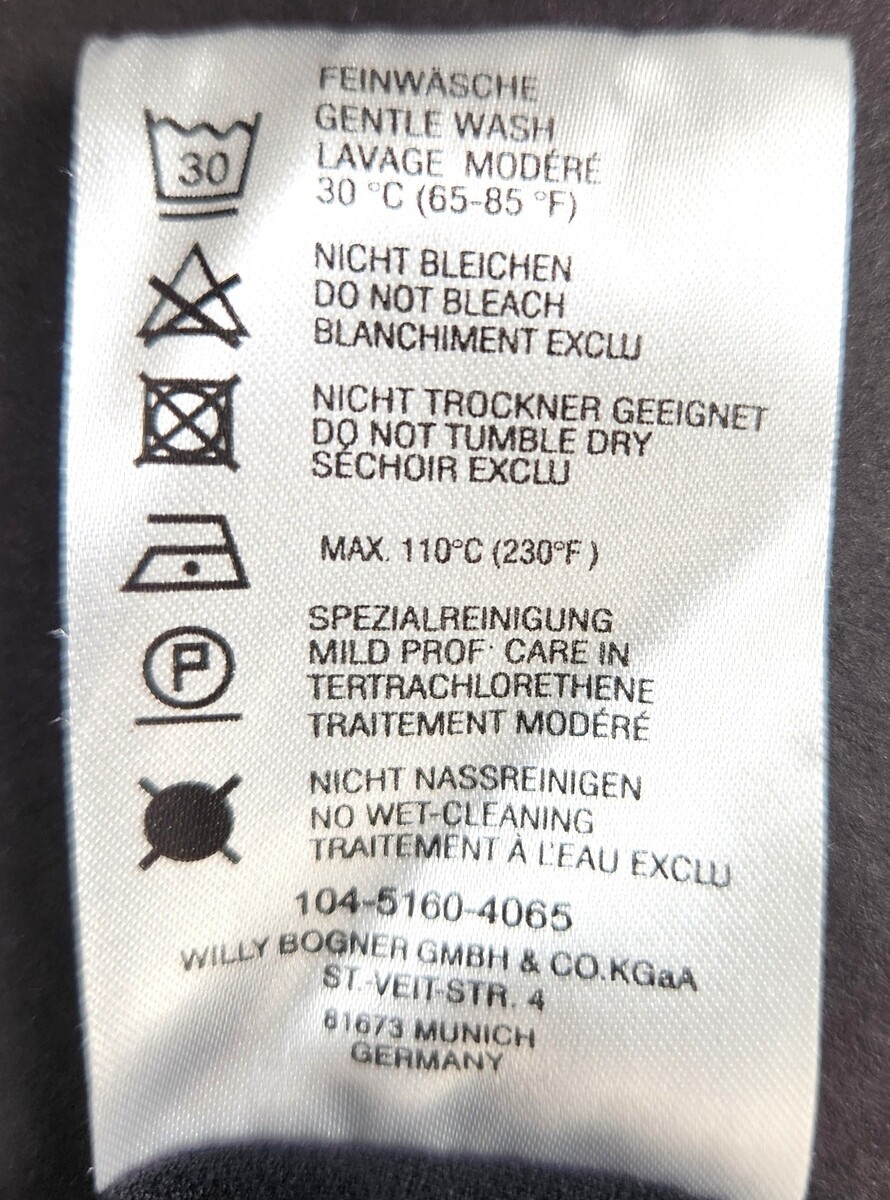 30
FEINWÄSCHE
GENTLE WASH
LAVAGE MODÉRÉ
30 °C (65-85 °F)
NICHT BLEICHEN
DO NOT BLEACH
BLANCHIMENT EXCLU
NICHT TROCKNER GEEIGNET
DO NOT TUMBLE DRY
SÉCHOIR EXCLU
MAX. 110°C (230°F )
P
SPEZIALREINIGUNG
MILD PROF· CARE IN
TERTRACHLORETHENE
TRAITEMENT MODÉRÉ
NICHT NASSREINIGEN
NO WET-CLEANING
TRAITEMENT À L'EAU EXCLU
104-5160-4065
WILLY BOGNER GMBH & CO.KGaA
ST.-VEIT-STR. 4
81673 MUNICH
GERMANY